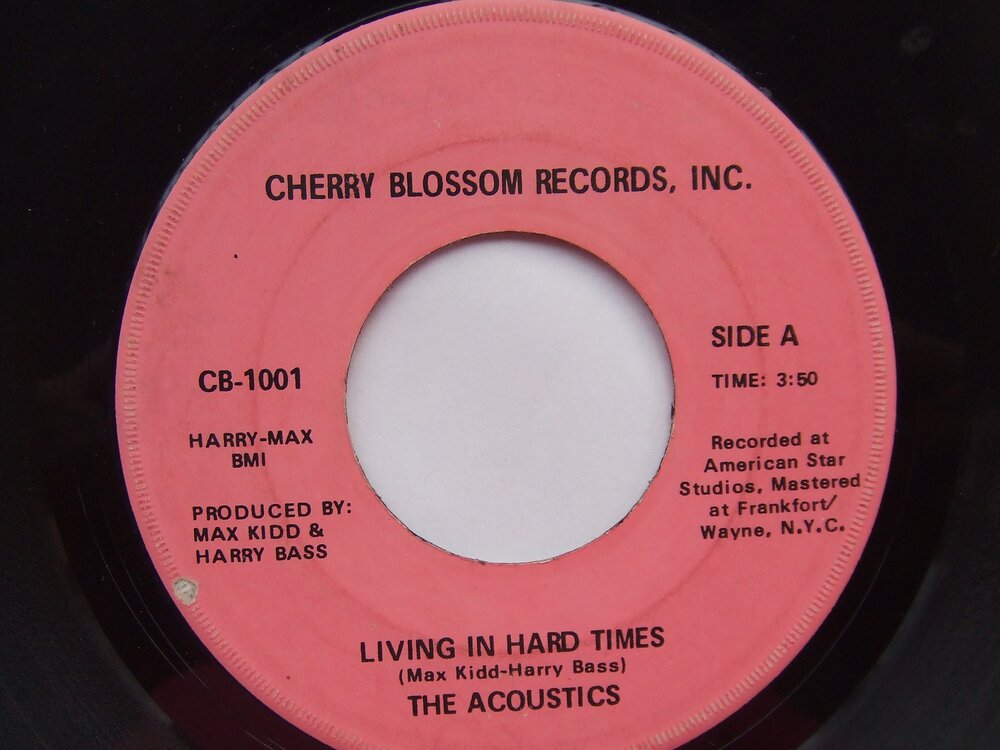 CHERRY BLOSSOM RECORDS, INC.
SIDE A
TIME: 3:50
CB-1001
HARRY-MAX
BMI
PRODUCED BY:
MAX KIDD &
HARRY BASS
Recorded at
American Star
Studios, Mastered
at Frankfort/
Wayne, N.Y.C.
LIVING IN HARD TIMES
(Max Kidd-Harry Bass)
THE ACOUSTICS